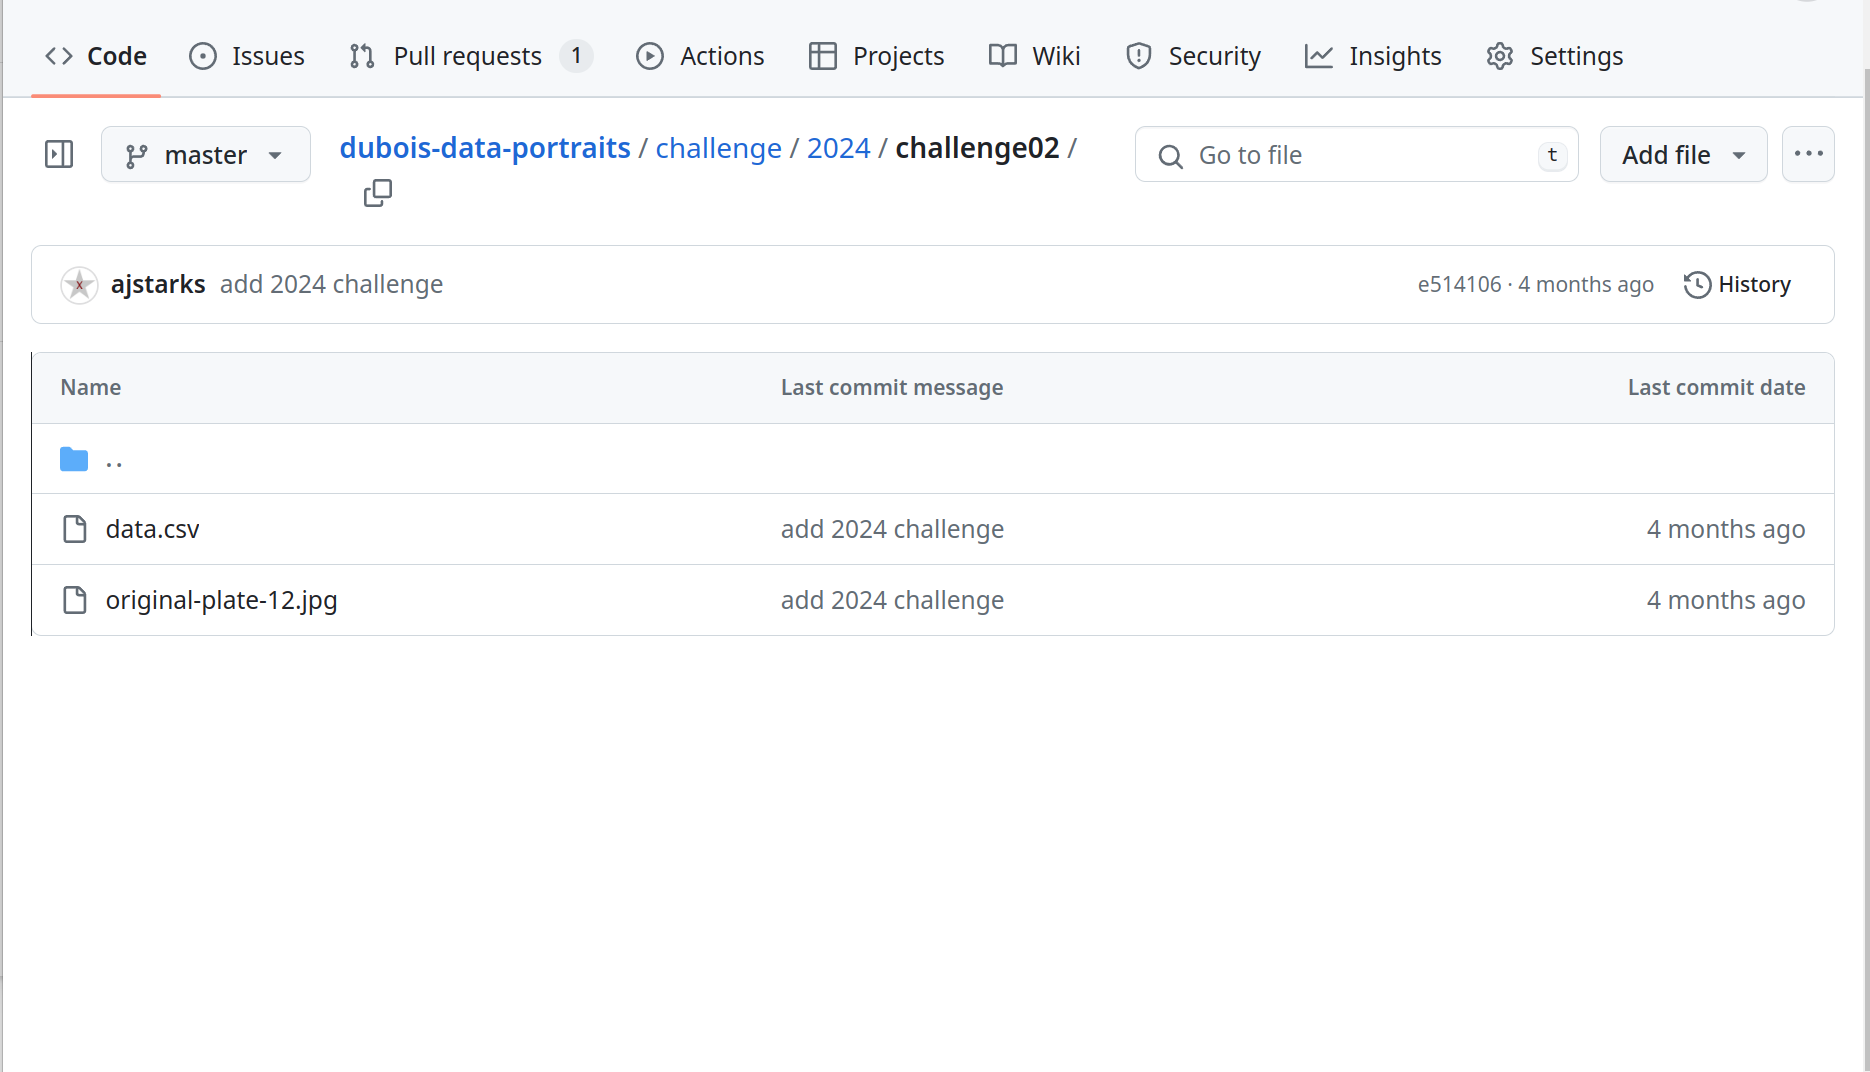 Code Issues Pull requests 1 Actions Projects Wiki Security Insights Settings
master dubois-data-portraits / challenge / 2024 / challenge02 / Go to file t Add file
X ajstarks add 2024 challenge e514106 · 4 months ago History
Name Last commit message Last commit date
..
data.csv add 2024 challenge 4 months ago
original-plate-12.jpg add 2024 challenge 4 months ago